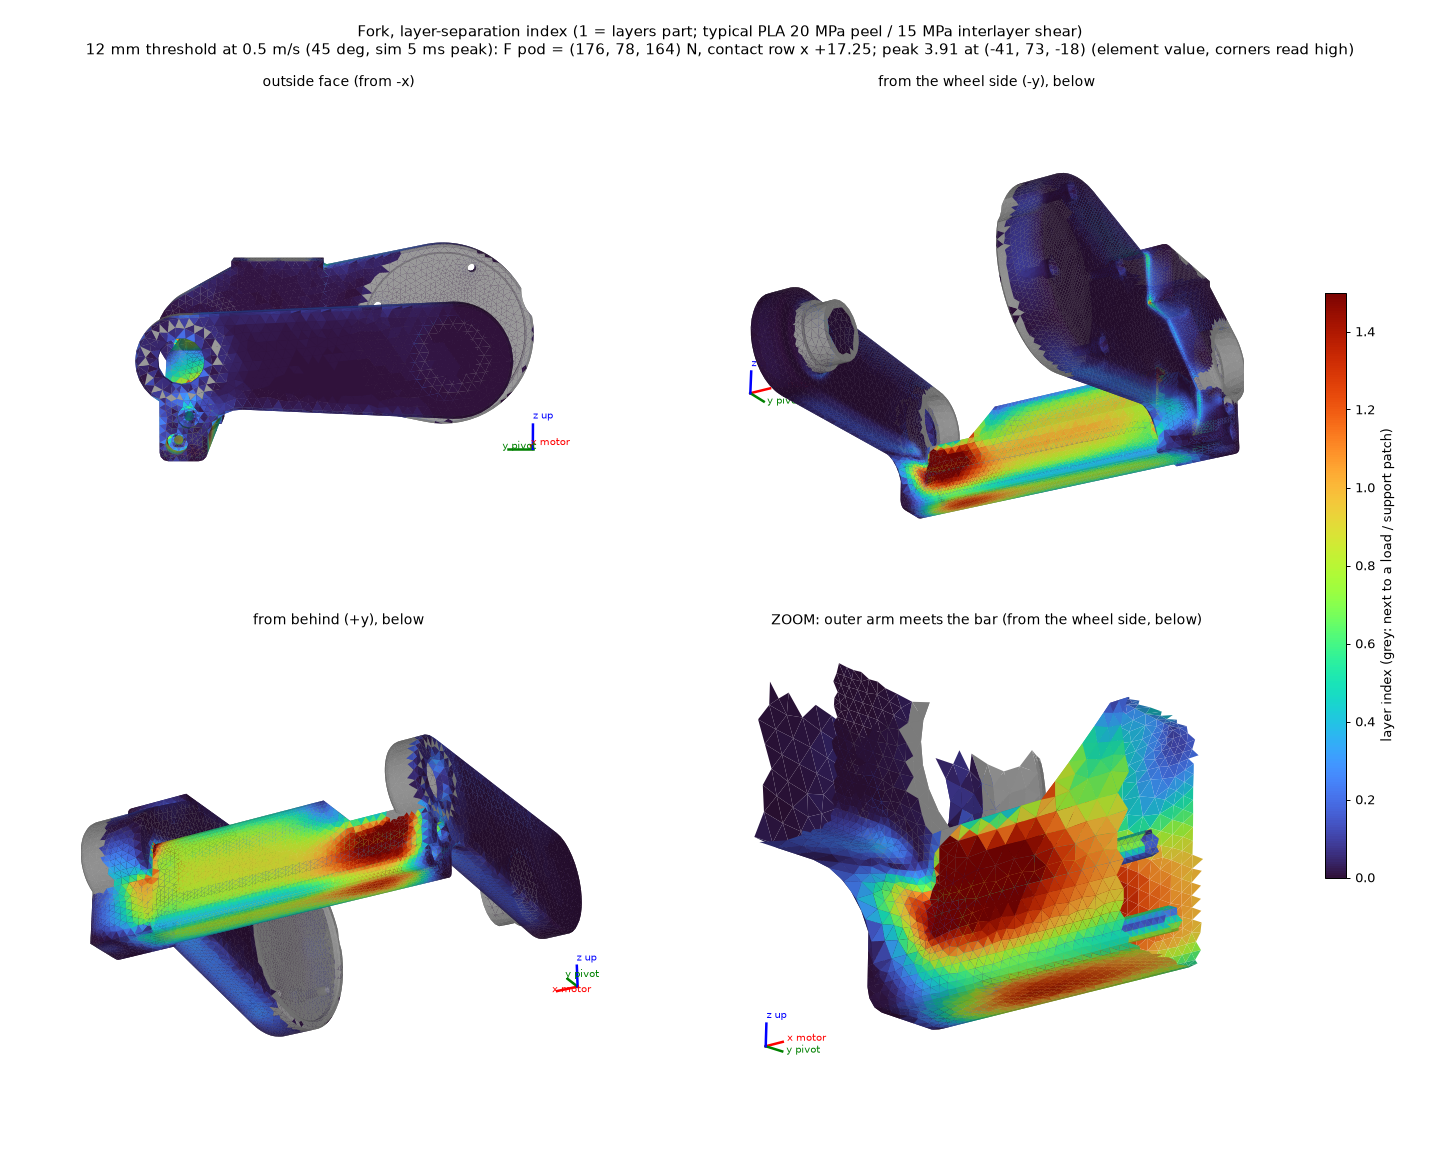 Fork, layer-separation index (1 = layers part; typical PLA 20 MPa peel / 15 MPa interlayer shear)
12 mm threshold at 0.5 m/s (45 deg, sim 5 ms peak): F pod = (176, 78, 164) N, contact row x +17.25; peak 3.91 at (-41, 73, -18) (element value, corners read high)
outside face (from -x)
from the wheel side (-y), below
z up
y pivot
x motor
z
y pivo
1.4
1.2
1.0
0.8
0.6
0.4
0.2
0.0
layer index (grey: next to a load / support patch)
from behind (+y), below
ZOOM: outer arm meets the bar (from the wheel side, below)
z up
y pivot
x motor
z up
x motor
y pivot